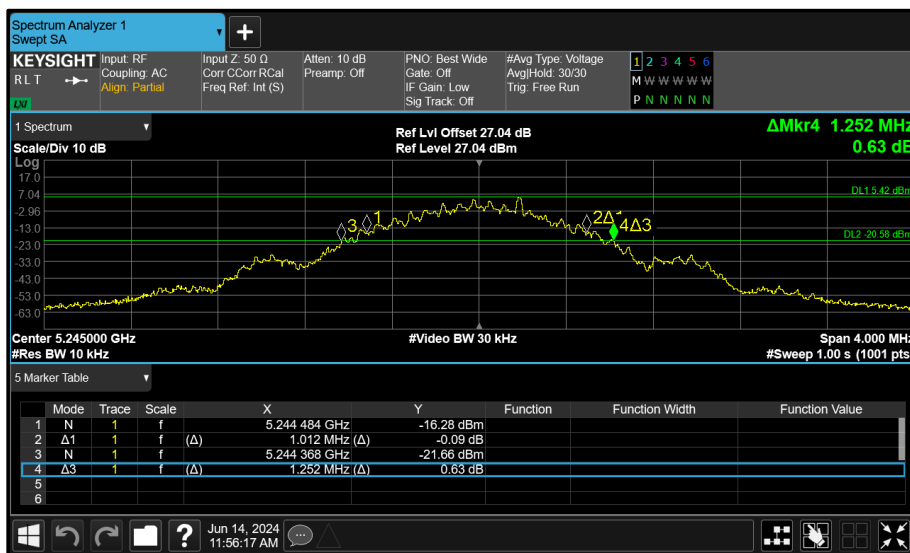 Spectrum Analyzer 1
Swept SA
+
KEYSIGHT
R L T
LXI
Input: RF
Coupling: AC
Align: Partial
Input Z: 50 Ω
Corr CCorr RCal
Freq Ref: Int (S)
Atten: 10 dB
Preamp: Off
PNO: Best Wide
Gate: Off
IF Gain: Low
Sig Track: Off
#Avg Type: Voltage
Avg|Hold: 30/30
Trig: Free Run
1 2 3 4 5 6
M W W W W W
P N N N N N
1 Spectrum
Scale/Div 10 dB
Ref Lvl Offset 27.04 dB
Ref Level 27.04 dBm
ΔMkr4 1.252 MHz
0.63 dB
Log
17.0
7.04
-2.96
-13.0
-23.0
-33.0
-43.0
-53.0
-63.0
DL1 5.42 dBm
DL2 -20.58 dBm
3 1 2Δ1 4Δ3
Center 5.245000 GHz #Video BW 30 kHz Span 4.000 MHz
#Res BW 10 kHz #Sweep 1.00 s (1001 pts
5 Marker Table
Mode Trace Scale X Y Function Function Width Function Value
1 N 1 f 5.244 484 GHz -16.28 dBm
2 Δ1 1 f (Δ) 1.012 MHz (Δ) -0.09 dB
3 N 1 f 5.244 368 GHz -21.66 dBm
4 Δ3 1 f (Δ) 1.252 MHz (Δ) 0.63 dB
5
6
?
Jun 14, 2024
11:56:17 AM